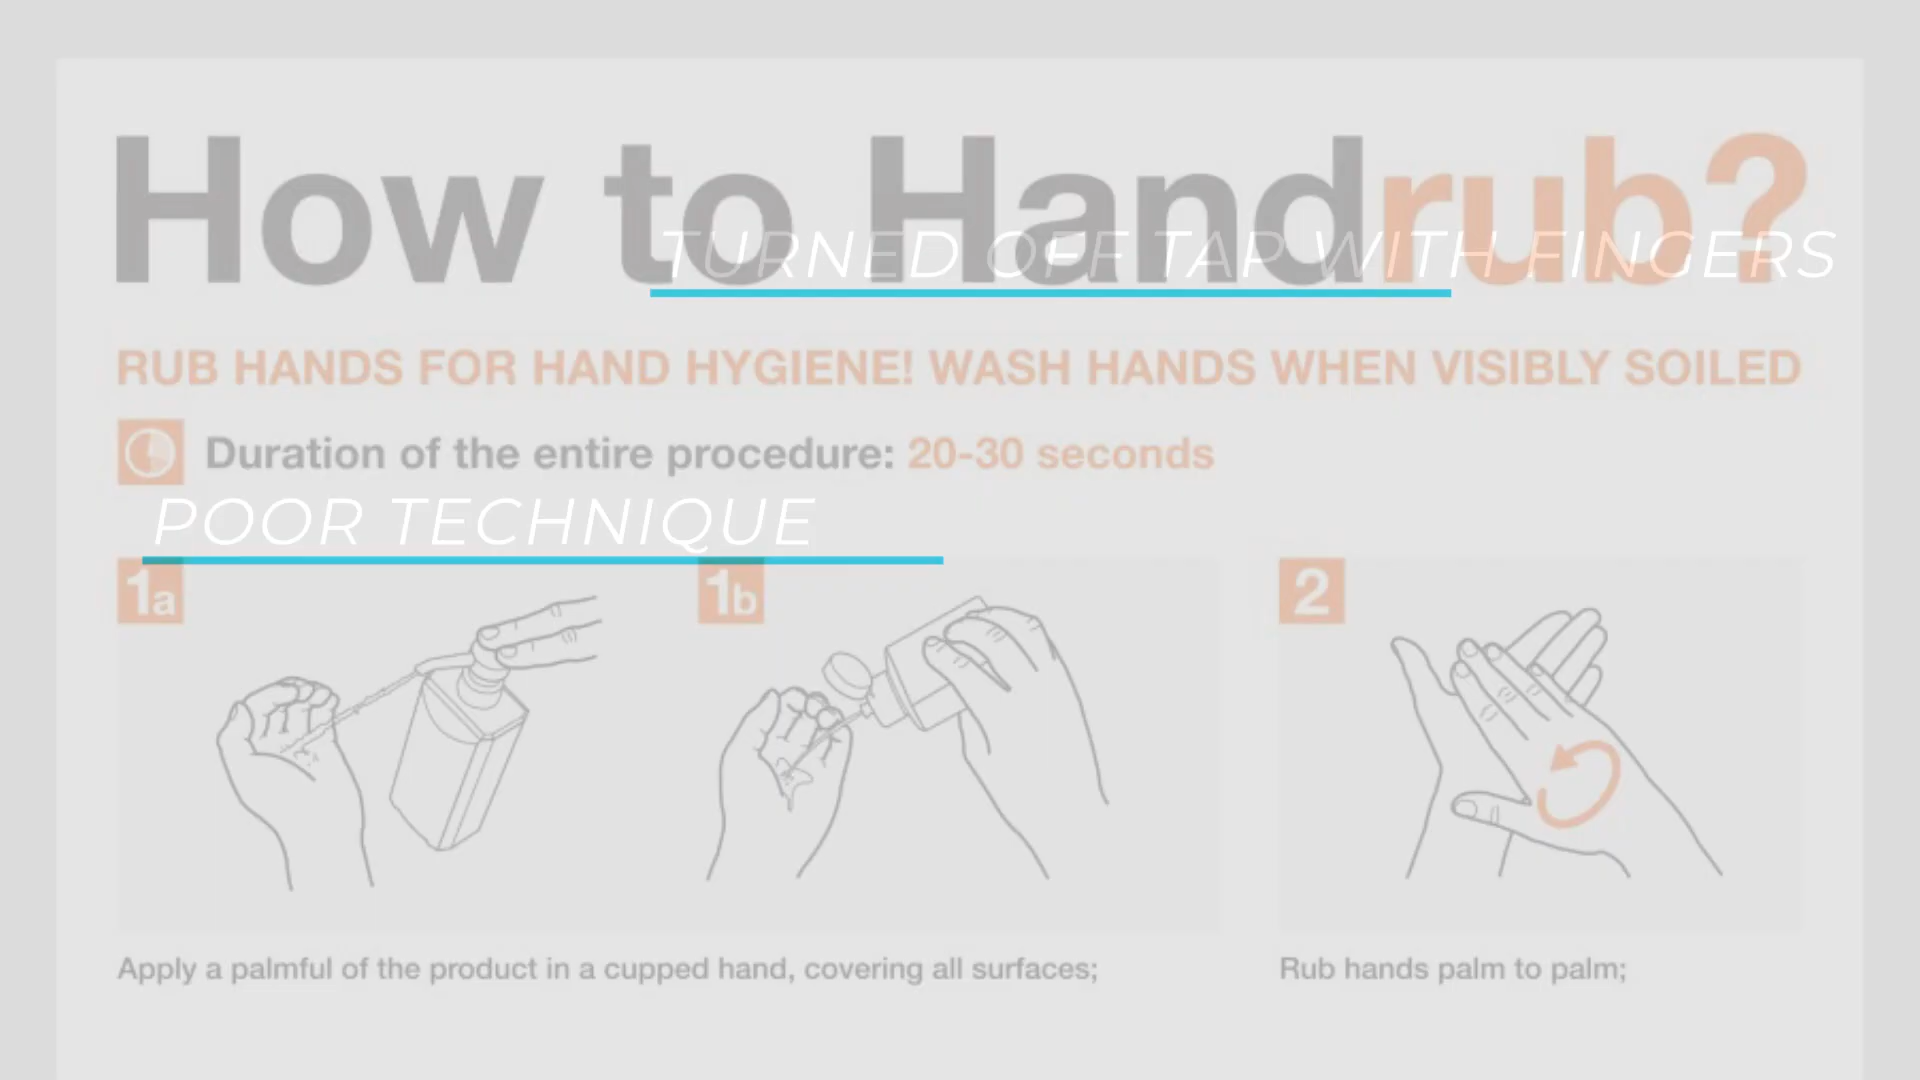 How to Handrub?
TURNED OFF TAP WITH FINGERS
RUB HANDS FOR HAND HYGIENE! WASH HANDS WHEN VISIBLY SOILED
Duration of the entire procedure: 20-30 seconds
POOR TECHNIQUE
1a
1b
2
Apply a palmful of the product in a cupped hand, covering all surfaces;
Rub hands palm to palm;